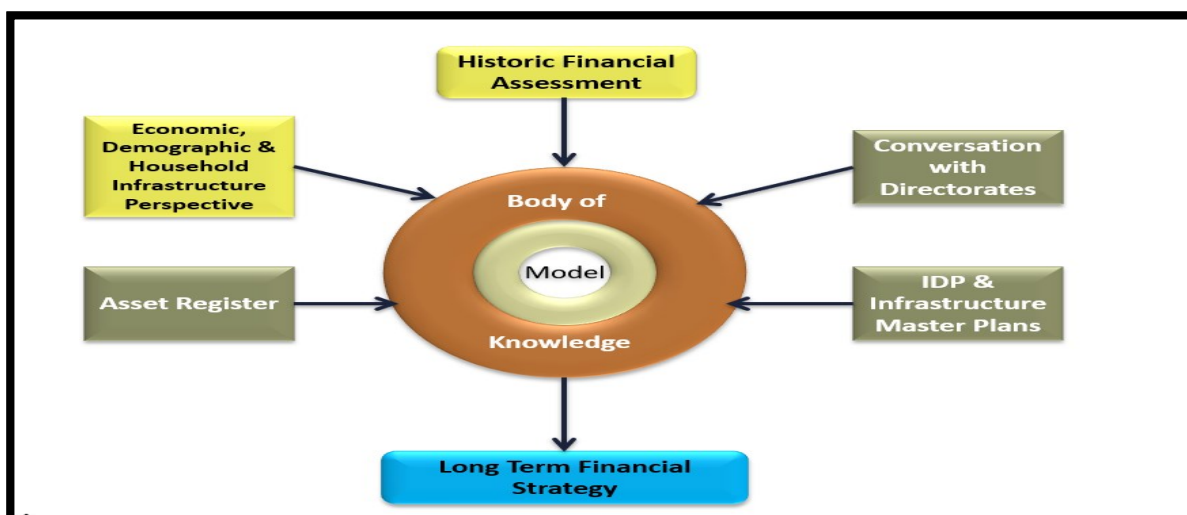 Historic Financial
Assessment
Economic,
Demographic &
Household
Infrastructure
Perspective
Conversation
with
Directorates
Body of
Model
Knowledge
Asset Register
IDP &
Infrastructure
Master Plans
Long Term Financial
Strategy